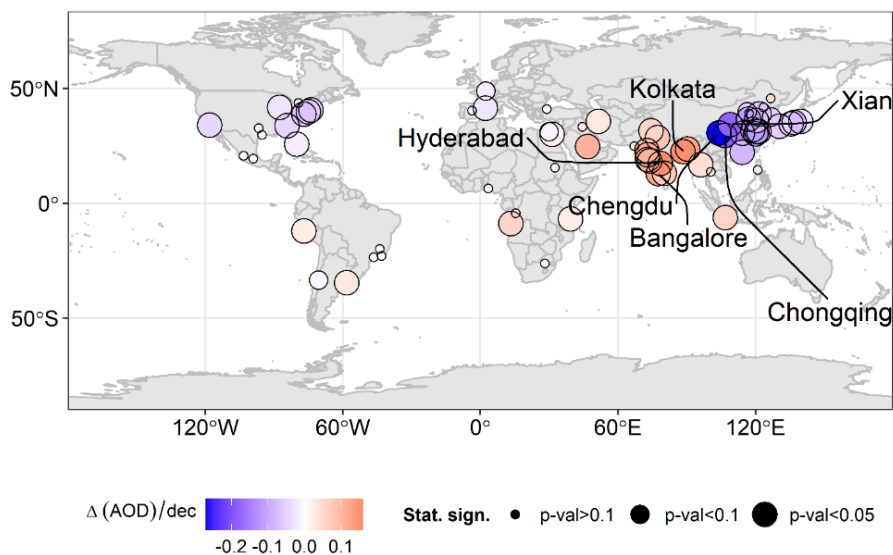 50°N
0°
50°S
Kolkata
Xian
Hyderabad
Chengdu
Bangalore
Chongqing
120°W 60°W 0° 60°E 120°E
Δ(AOD)/dec
-0.2 -0.1 0.0 0.1
Stat. sign. p-val>0.1 p-val<0.1 p-val<0.05